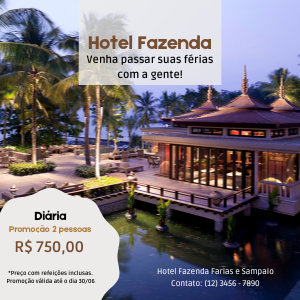 Hotel Fazenda
Venha passar suas férias
com a gente!
Diária
Promoção 2 pessoas
R$ 750,00
*Preço com refeições inclusas.
Promoção válida até o dia 30/06
Hotel Fazenda Farias e Sampaio
Contato: (12) 3456 - 7890